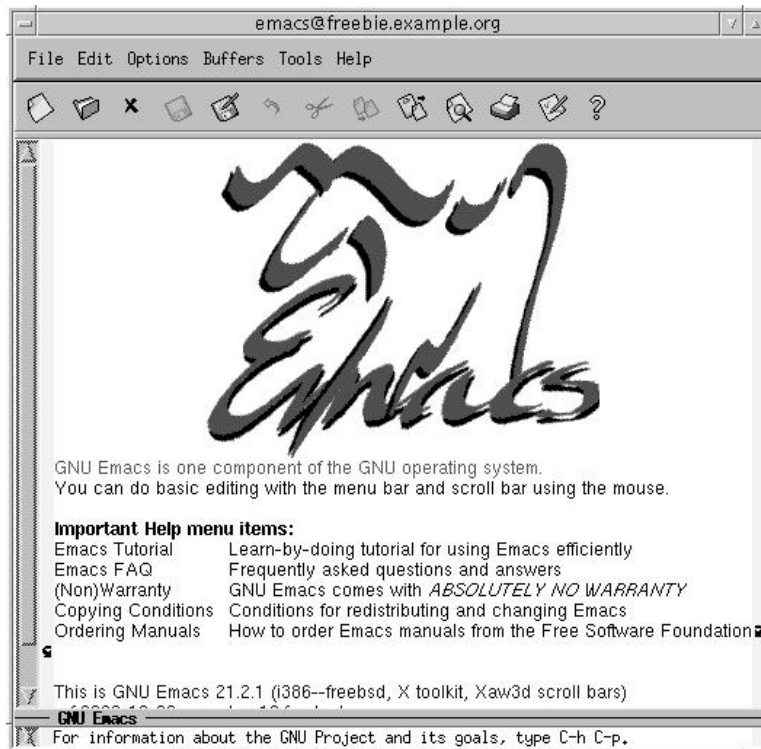 emacs@freebie.example.org
File Edit Options Buffers Tools Help
Emacs
GNU Emacs is one component of the GNU operating system.
You can do basic editing with the menu bar and scroll bar using the mouse.
Important Help menu items:
Emacs Tutorial Learn-by-doing tutorial for using Emacs efficiently
Emacs FAQ Frequently asked questions and answers
(Non)Warranty GNU Emacs comes with ABSOLUTELY NO WARRANTY
Copying Conditions Conditions for redistributing and changing Emacs
Ordering Manuals How to order Emacs manuals from the Free Software Foundation
This is GNU Emacs 21.2.1 (i386--freebsd, X toolkit, Xaw3d scroll bars)
GNU Emacs
For information about the GNU Project and its goals, type C-h C-p.